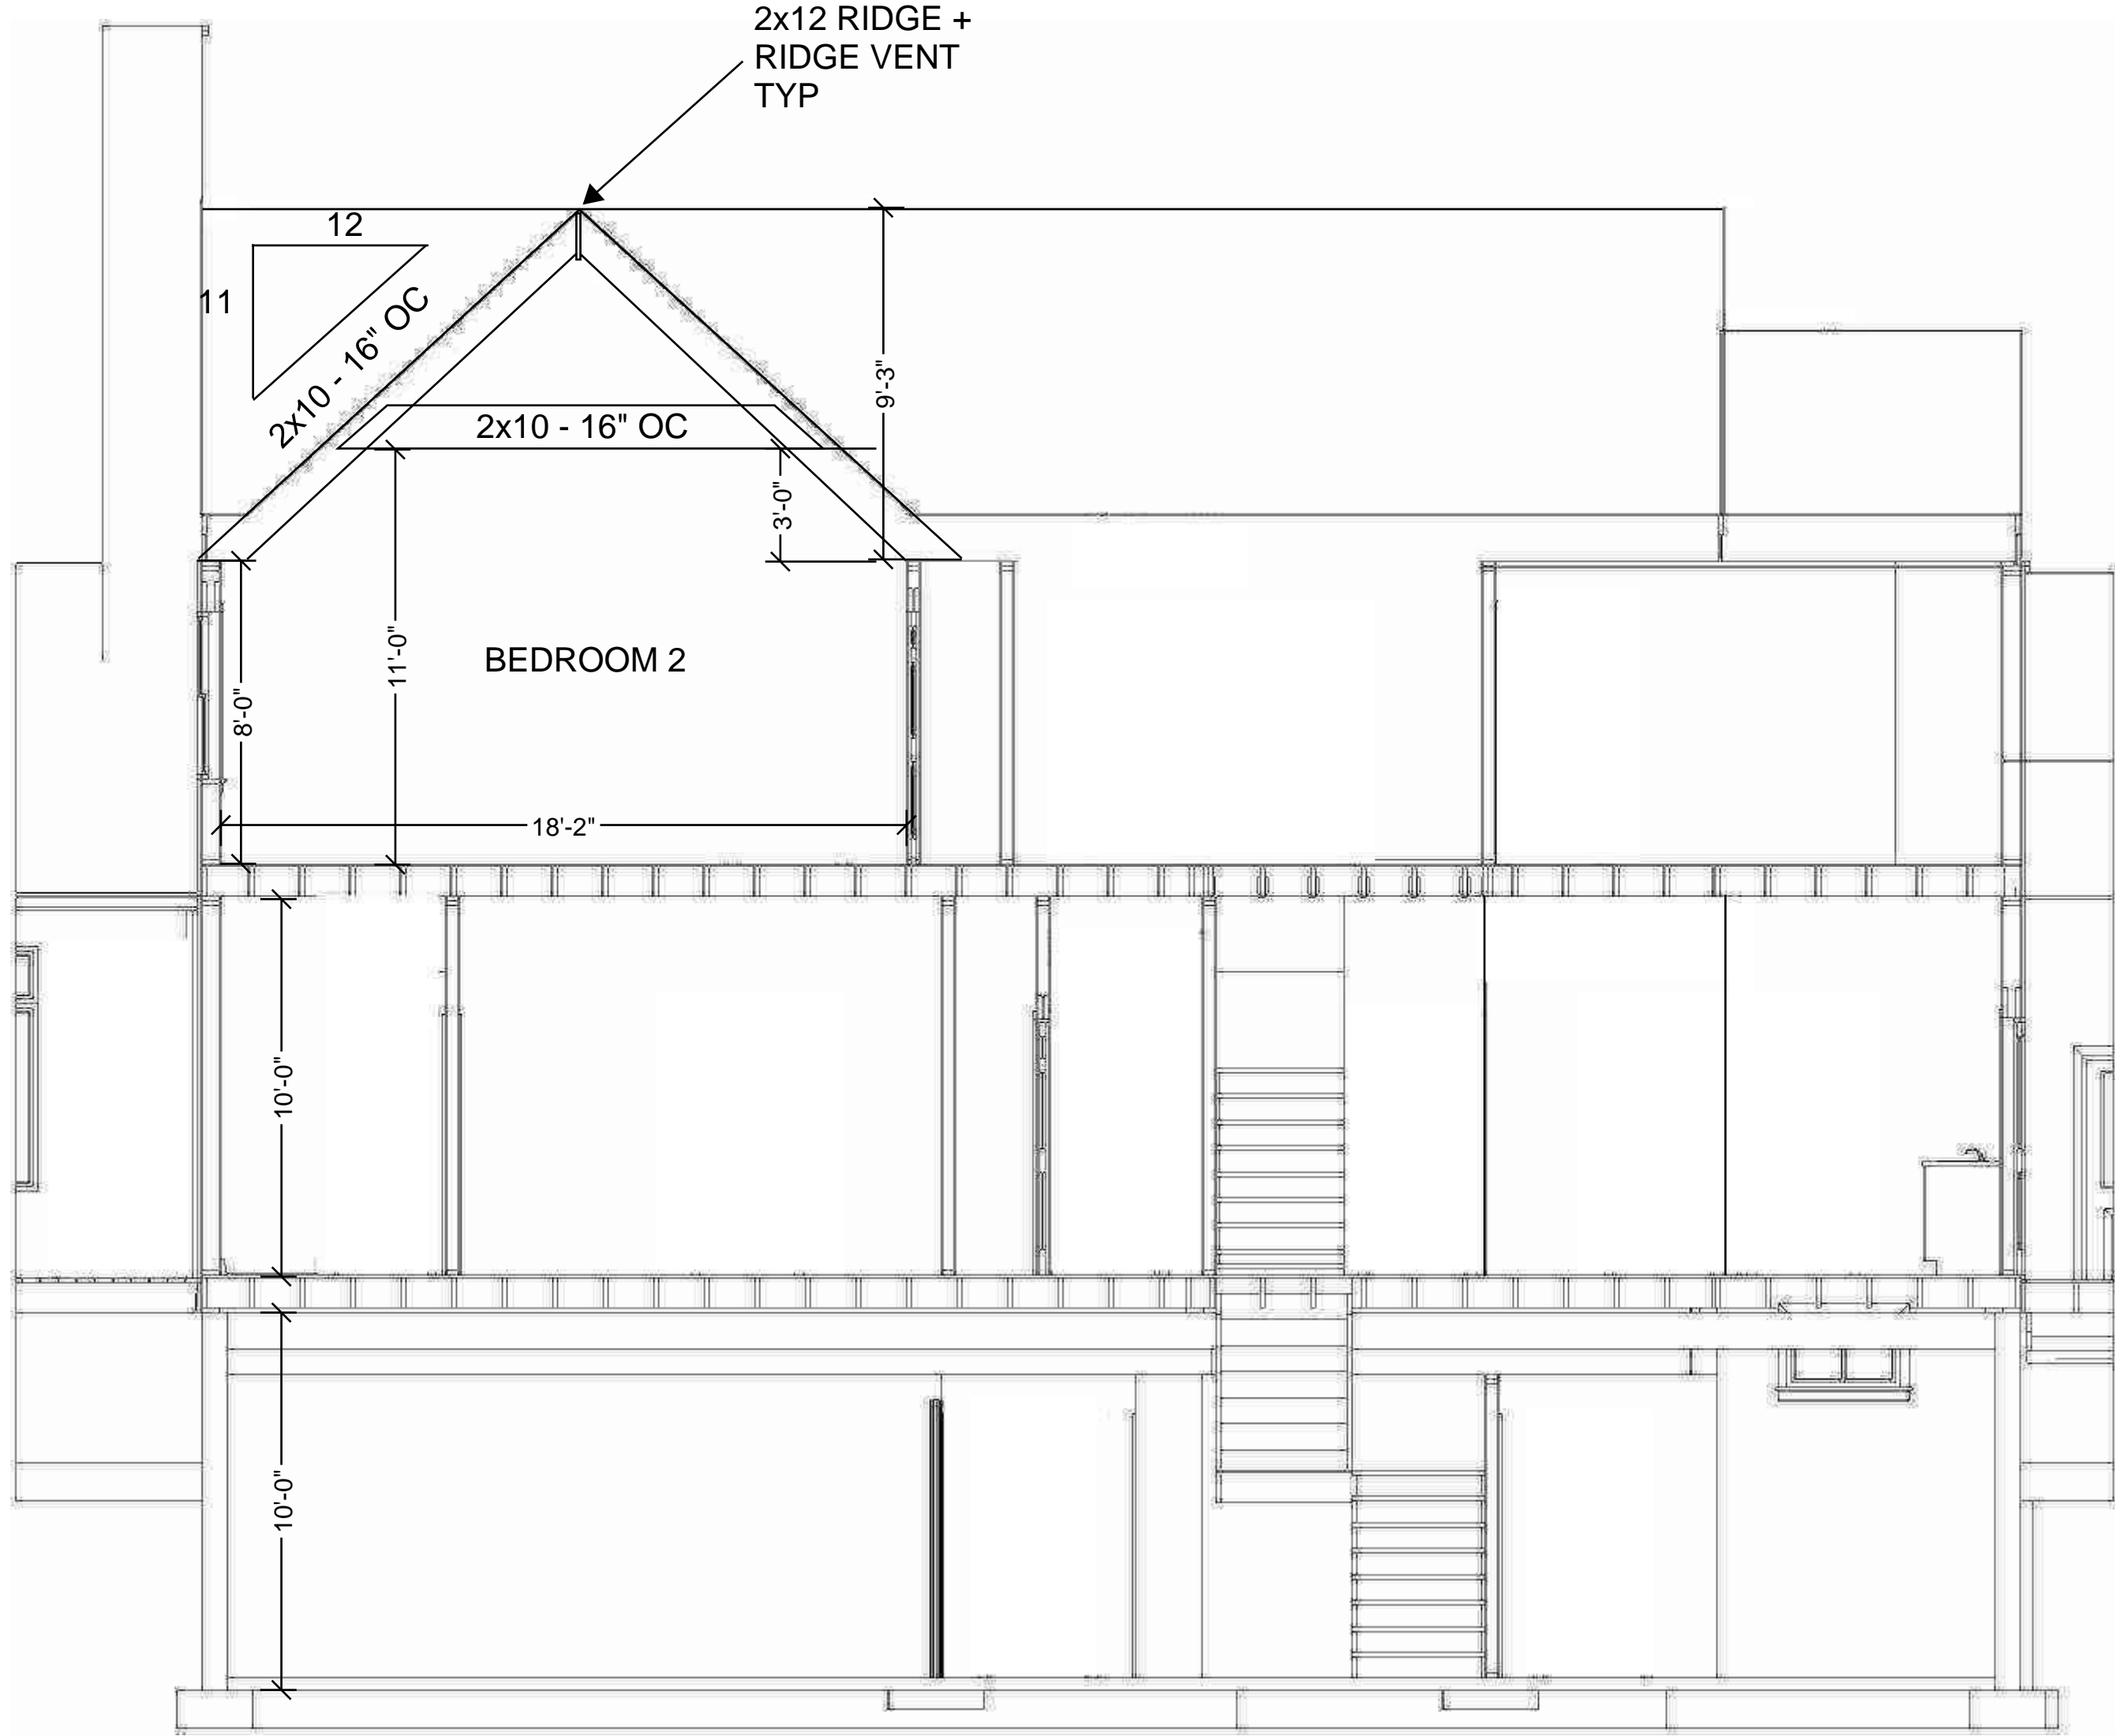 2x12 RIDGE +
RIDGE VENT
TYP
12
11
2x10 - 16" OC
9'-3"
2x10 - 16" OC
3'-0"
11'-0"
BEDROOM 2
8'-0"
18'-2"
10'-0"
10'-0"